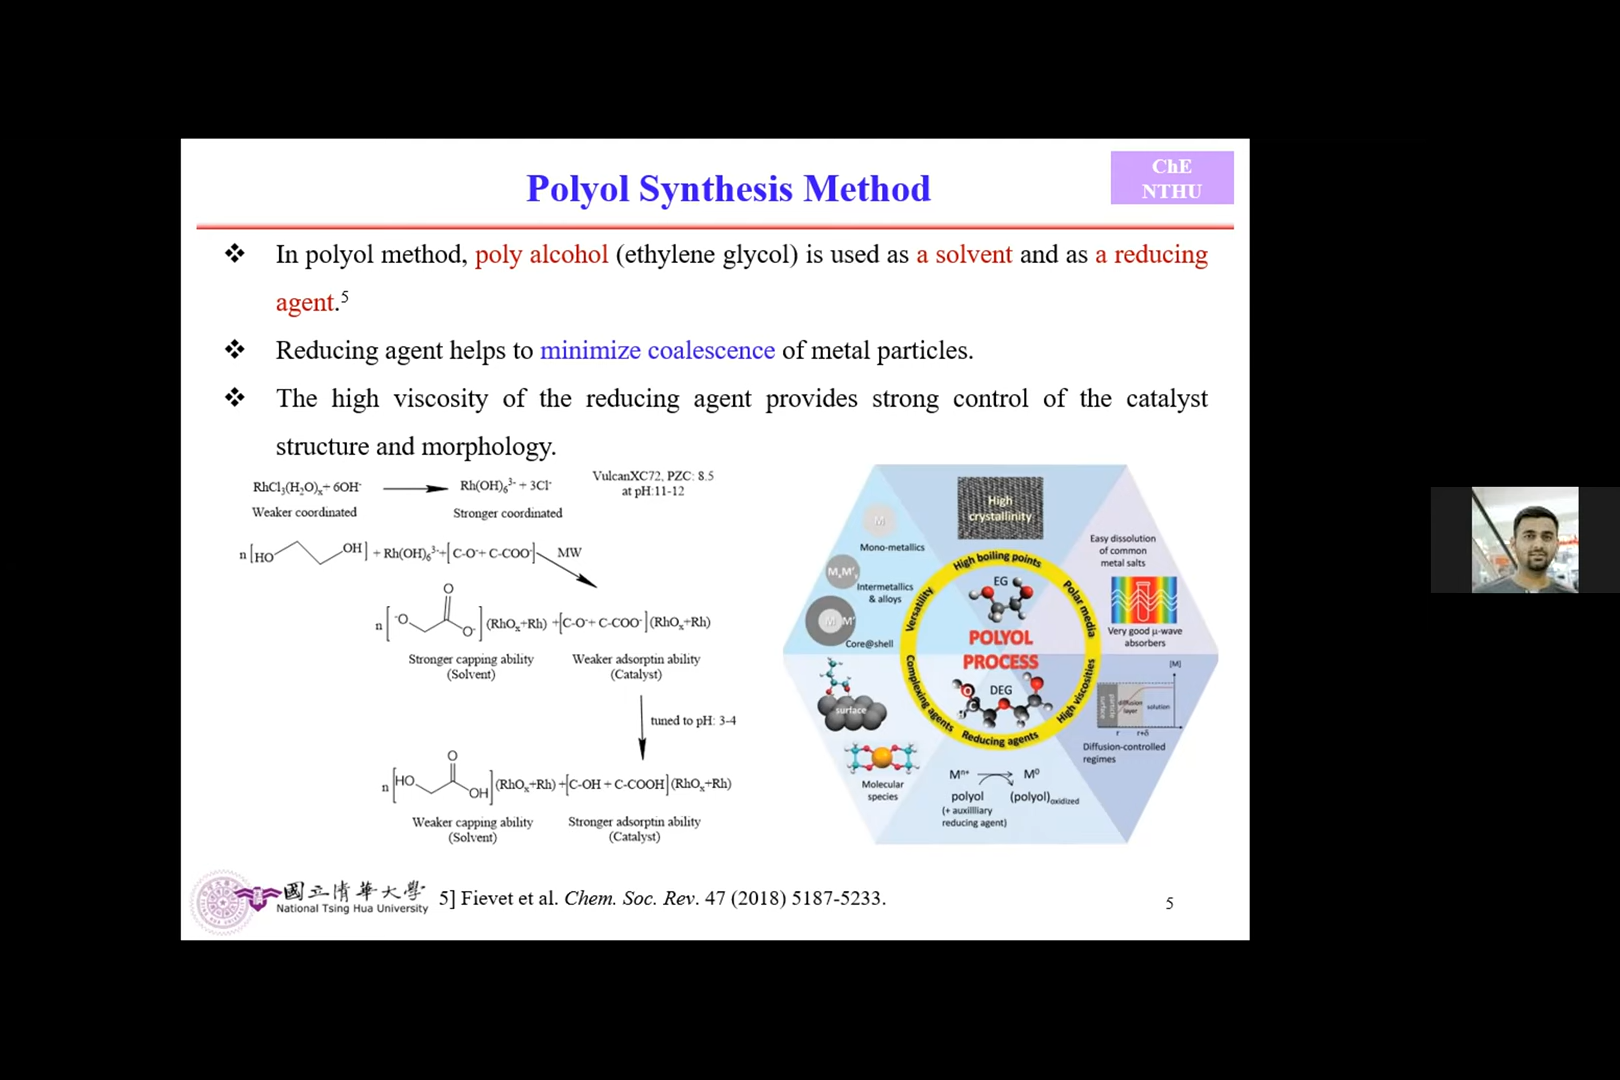 Polyol Synthesis Method
ChE
NTHU
❖ In polyol method, poly alcohol (ethylene glycol) is used as a solvent and as a reducing
agent.⁵
❖ Reducing agent helps to minimize coalescence of metal particles.
❖ The high viscosity of the reducing agent provides strong control of the catalyst
structure and morphology.
RhCl₃(H₂O)ₓ+ 6OH⁻ Rh(OH)₆³⁻ + 3Cl⁻
Weaker coordinated Stronger coordinated
VulcanXC72, PZC: 8.5
at pH:11-12
n[HO OH] + Rh(OH)₆³⁻+[C-O⁻+ C-COO⁻] MW
O
n[⁻O O⁻](RhOₓ+Rh) +[C-O⁻+ C-COO⁻](RhOₓ+Rh)
Stronger capping ability Weaker adsorptin ability
(Solvent) (Catalyst)
tuned to pH: 3-4
O
n[HO OH](RhOₓ+Rh) +[C-OH + C-COOH](RhOₓ+Rh)
Weaker capping ability Stronger adsorptin ability
(Solvent) (Catalyst)
High
crystallinity
M
Mono-metallics
MₓM'ᵧ
Intermetallics
& alloys
M M'
Core@shell
surface
Molecular
species
Easy dissolution
of common
metal salts
Very good µ-wave
absorbers
[M]
particle surface
diffusion
layer
solution
r r+δ
Diffusion-controlled
regimes
High boiling points
Polar media
High viscosities
Reducing agents
Complexing agents
Versatility
EG
POLYOL
PROCESS
DEG
Mⁿ⁺ M⁰
polyol (polyol)oxidized
(+ auxillliary
reducing agent)
國立清華大學
National Tsing Hua University
5] Fievet et al. Chem. Soc. Rev. 47 (2018) 5187-5233.
5